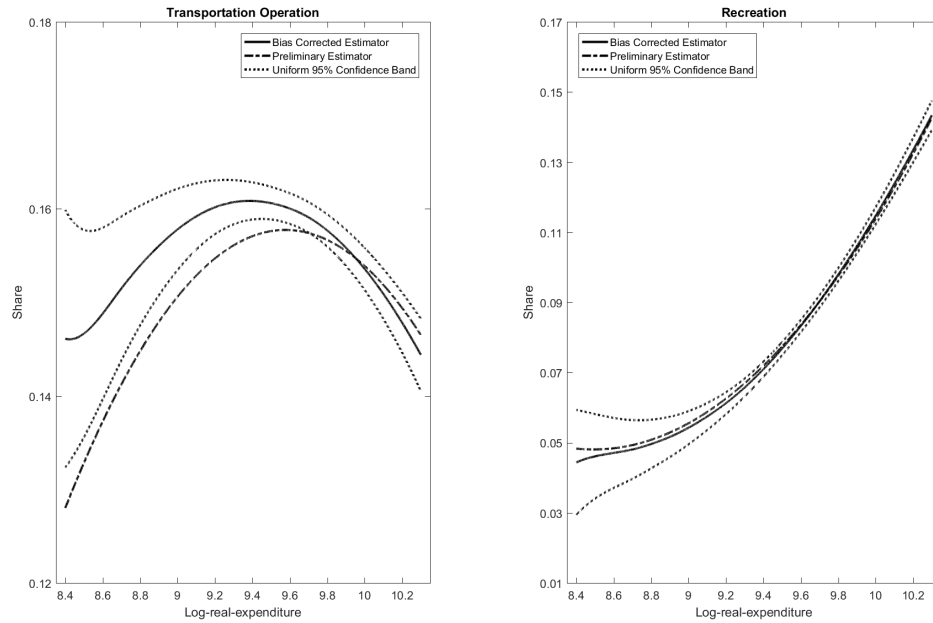 Transportation Operation
0.18
0.16
0.14
0.12
Share
8.4 8.6 8.8 9 9.2 9.4 9.6 9.8 10 10.2
Log-real-expenditure
Bias Corrected Estimator
Preliminary Estimator
Uniform 95% Confidence Band
Recreation
0.17
0.15
0.13
0.11
0.09
0.07
0.05
0.03
0.01
Share
8.4 8.6 8.8 9 9.2 9.4 9.6 9.8 10 10.2
Log-real-expenditure
Bias Corrected Estimator
Preliminary Estimator
Uniform 95% Confidence Band